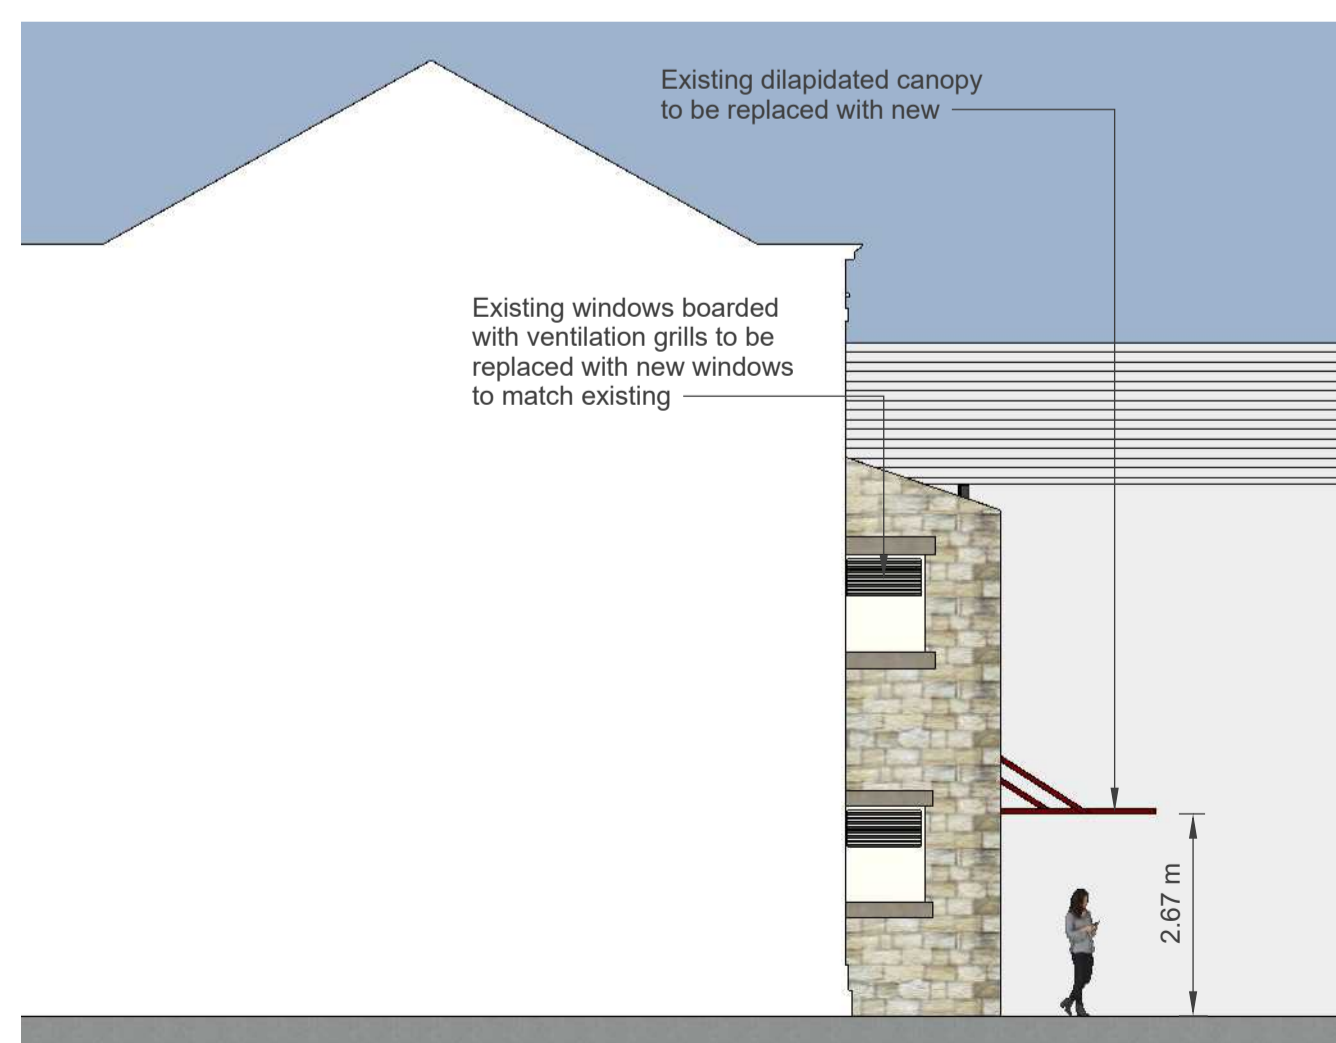 Existing dilapidated canopy
to be replaced with new
Existing windows boarded
with ventilation grills to be
replaced with new windows
to match existing
2.67 m